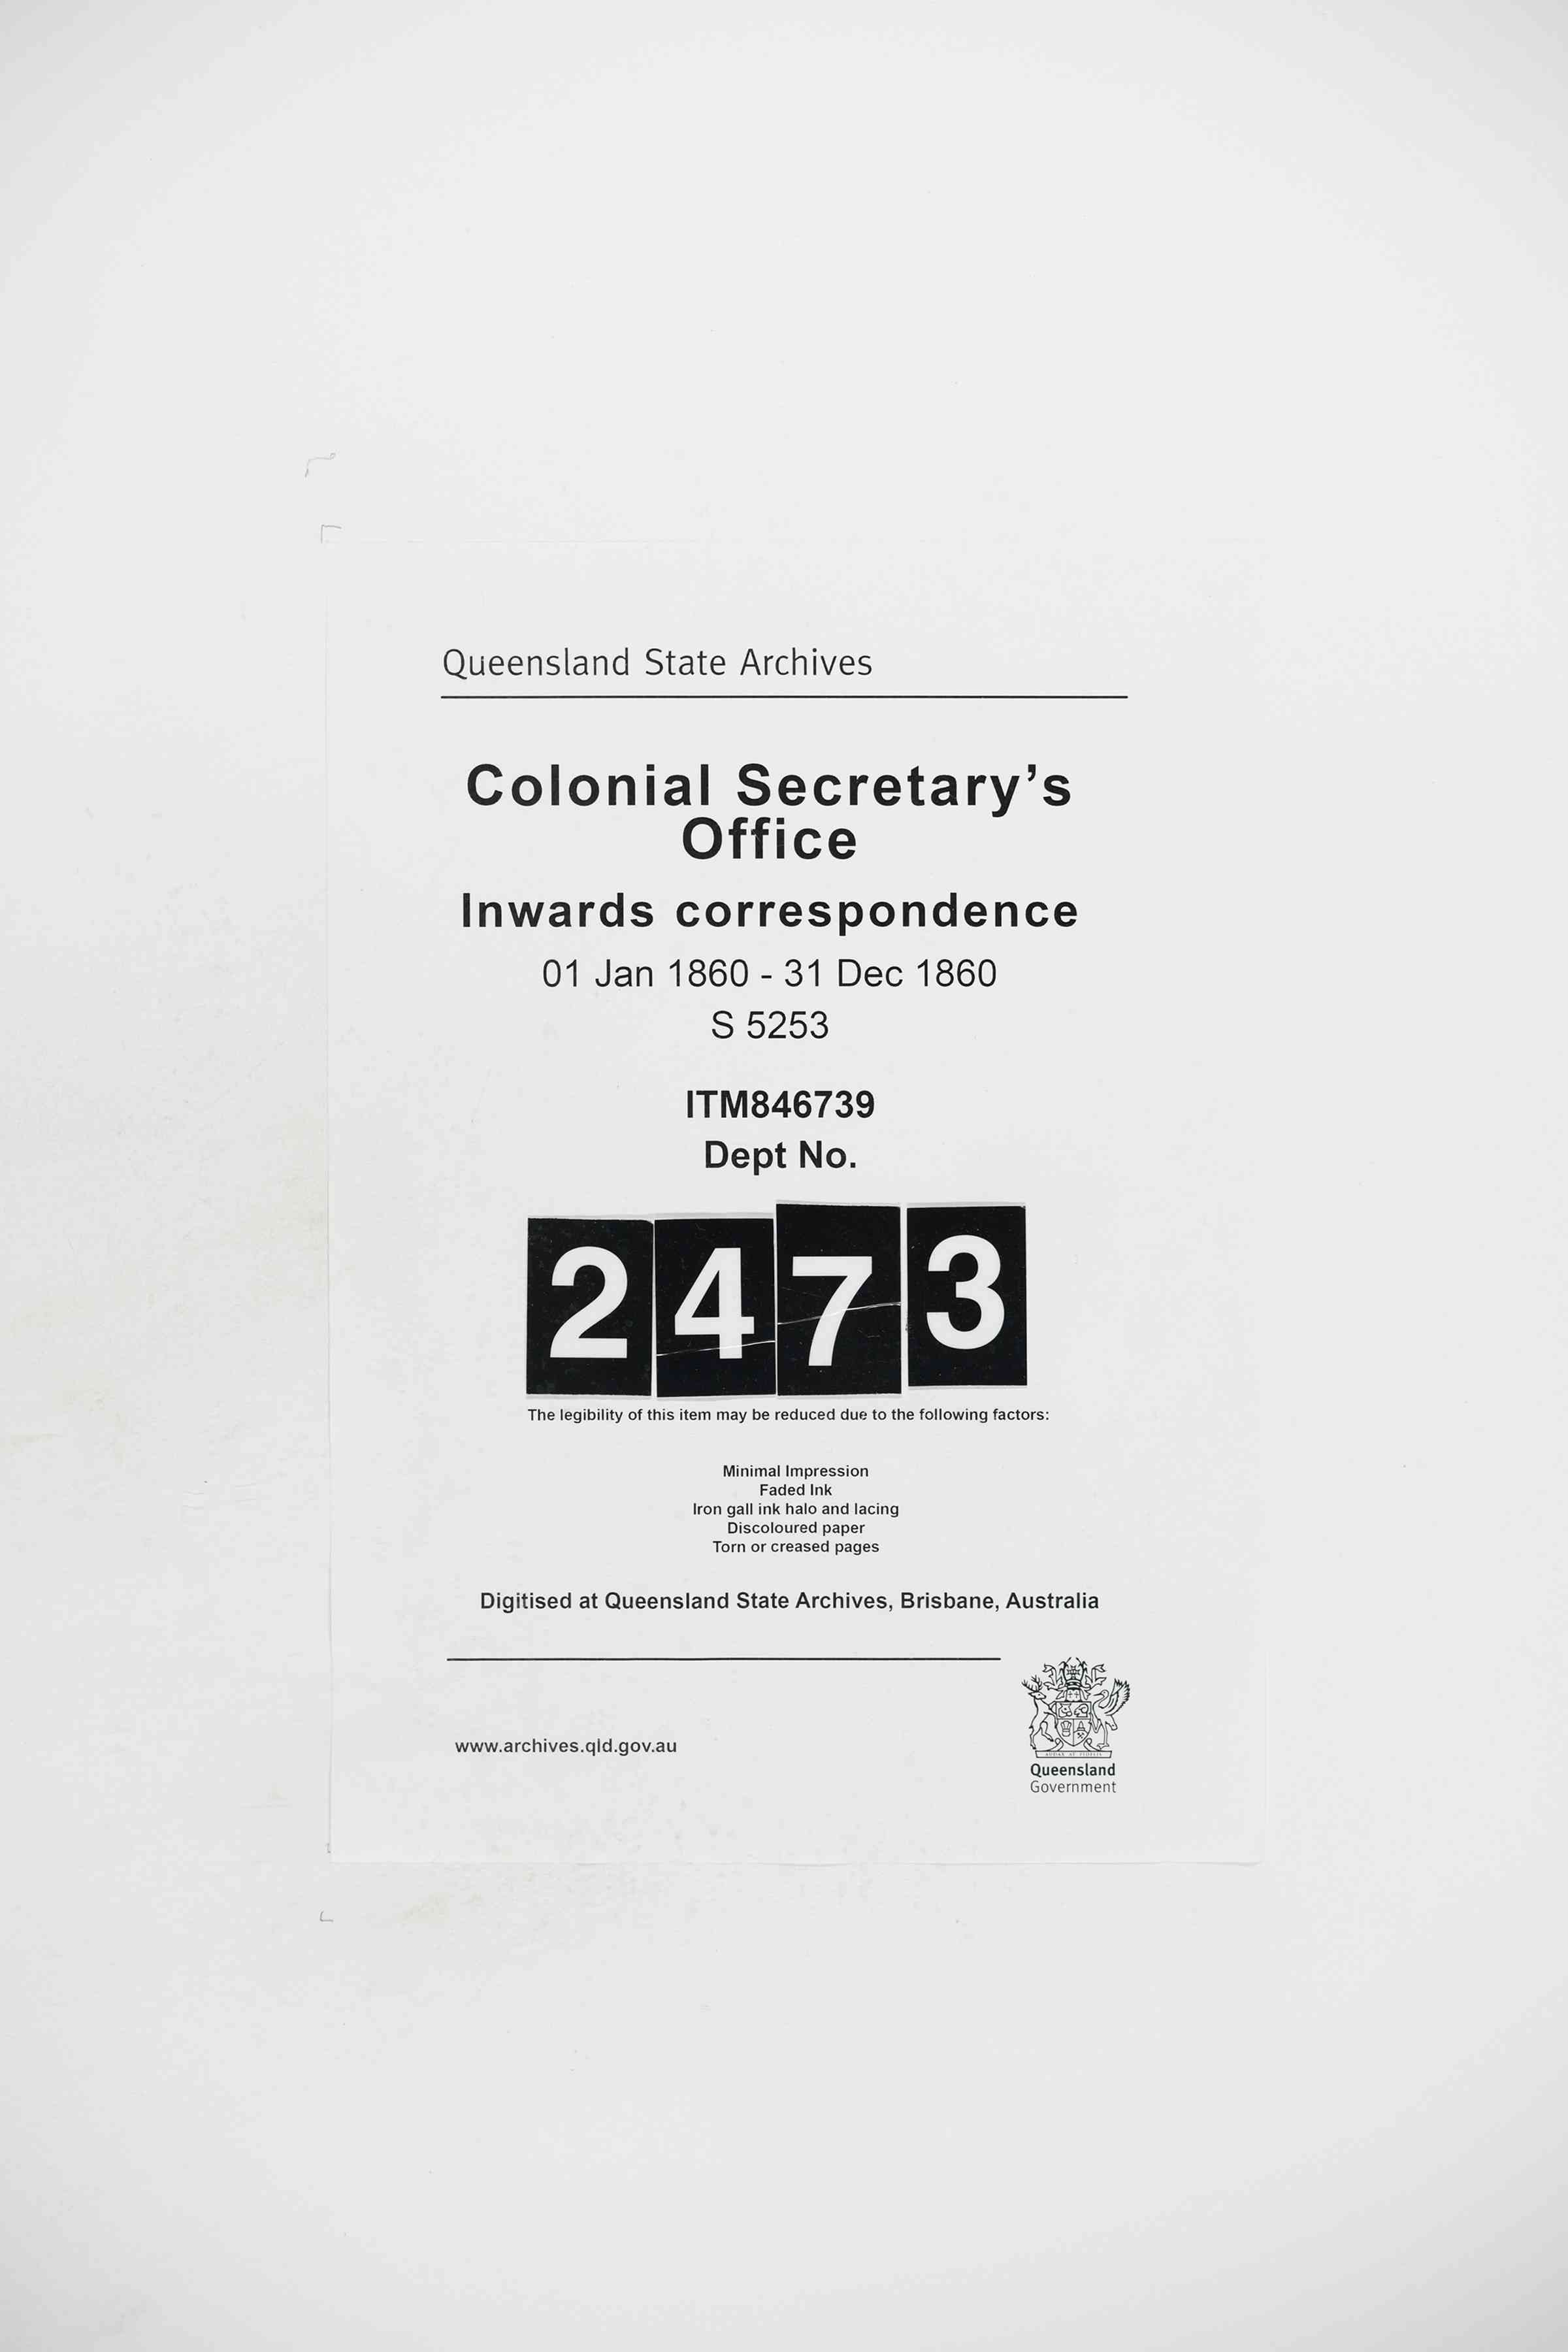 Queensland State Archives
Colonial Secretary’s
Office
Inwards correspondence
01 Jan 1860 - 31 Dec 1860
S 5253
ITM846739
Dept No.
2473
The legibility of this item may be reduced due to the following factors:
Minimal Impression
Faded Ink
Iron gall ink halo and lacing
Discoloured paper
Torn or creased pages
Digitised at Queensland State Archives, Brisbane, Australia
www.archives.qld.gov.au
Queensland
Government